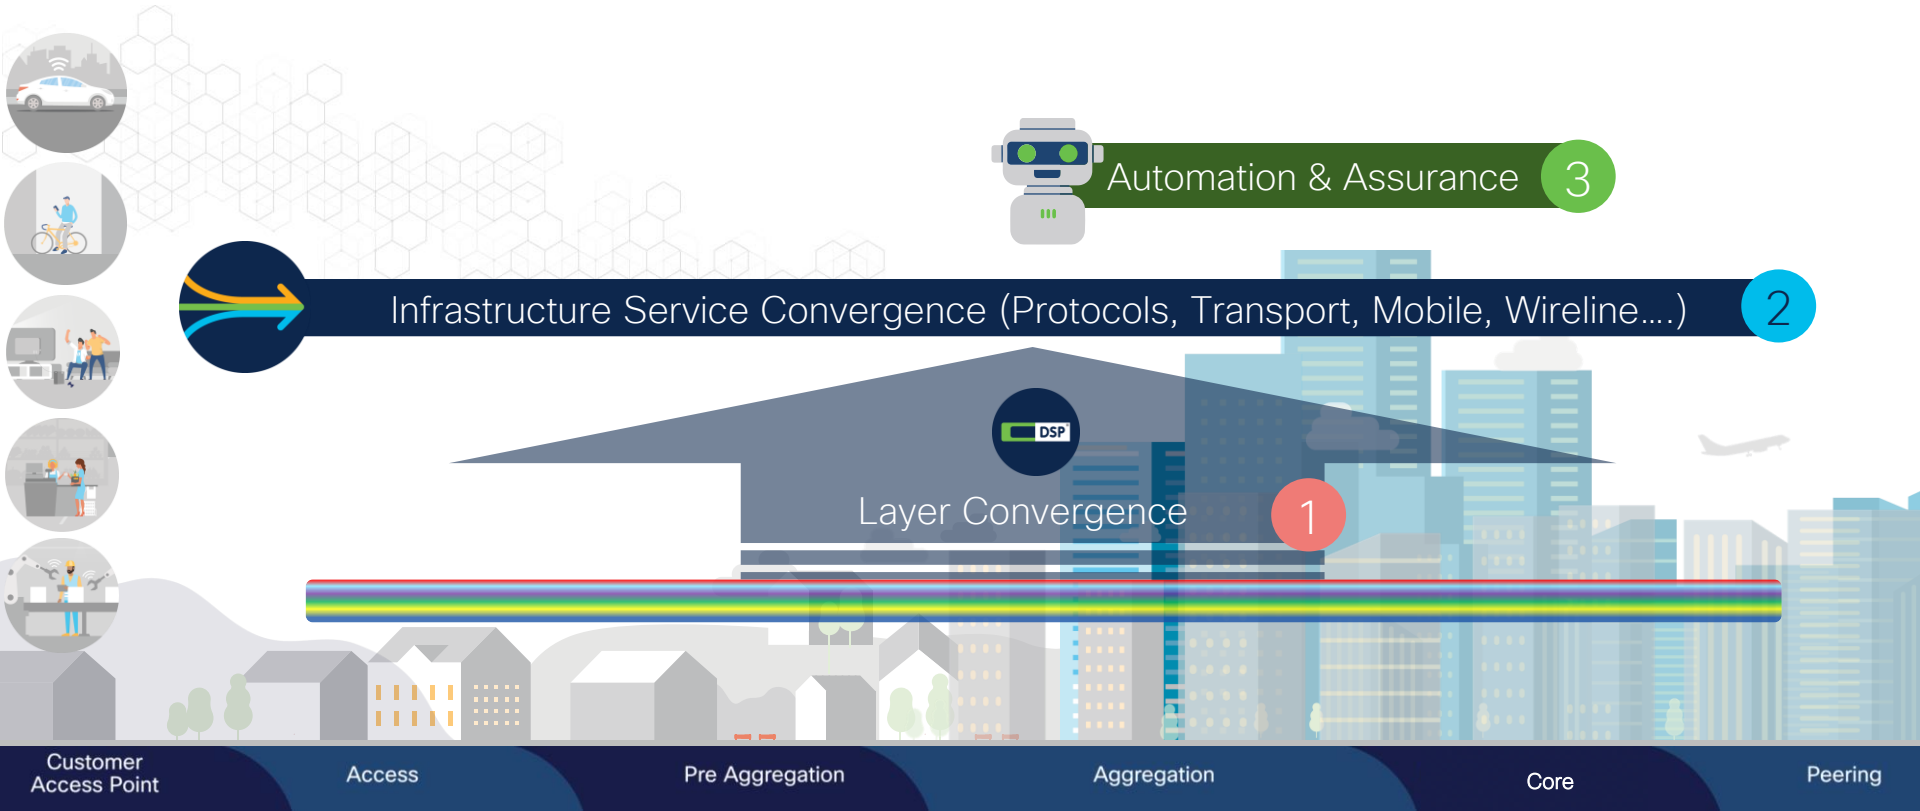 Automation & Assurance 3
Infrastructure Service Convergence (Protocols, Transport, Mobile, Wireline....) 2
DSP
Layer Convergence 1
Customer
Access Point
Access
Pre Aggregation
Aggregation
Core
Peering